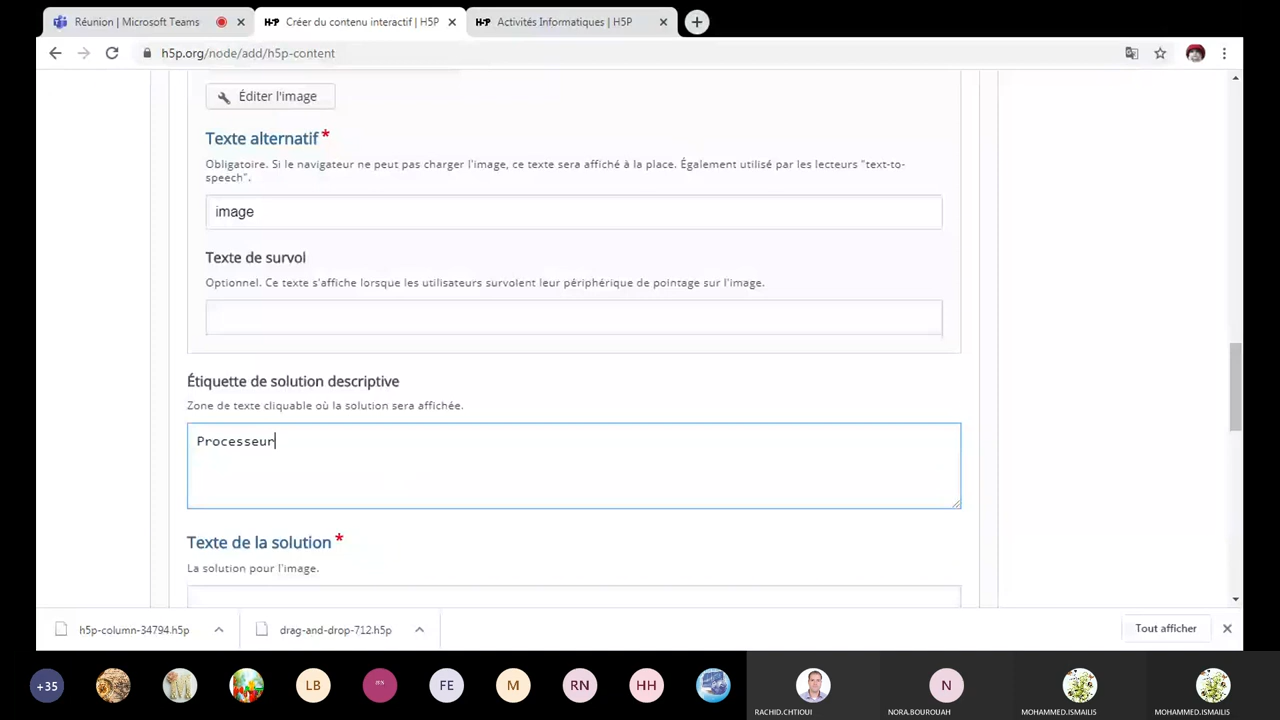 Réunion | Microsoft Teams
Créer du contenu interactif | H5P
Activités Informatiques | H5P
h5p.org/node/add/h5p-content
Éditer l'image
Texte alternatif *
Obligatoire. Si le navigateur ne peut pas charger l'image, ce texte sera affiché à la place. Également utilisé par les lecteurs "text-to-
speech".
image
Texte de survol
Optionnel. Ce texte s'affiche lorsque les utilisateurs survolent leur périphérique de pointage sur l'image.
Étiquette de solution descriptive
Zone de texte cliquable où la solution sera affichée.
Processeur
Texte de la solution *
La solution pour l'image.
h5p-column-34794.h5p
drag-and-drop-712.h5p
Tout afficher
+35
LB
FE
M
RN
HH
N
RACHID.CHTIOUI
NORA.BOUROUAH
MOHAMMED.ISMAILIS
MOHAMMED.ISMAILIS